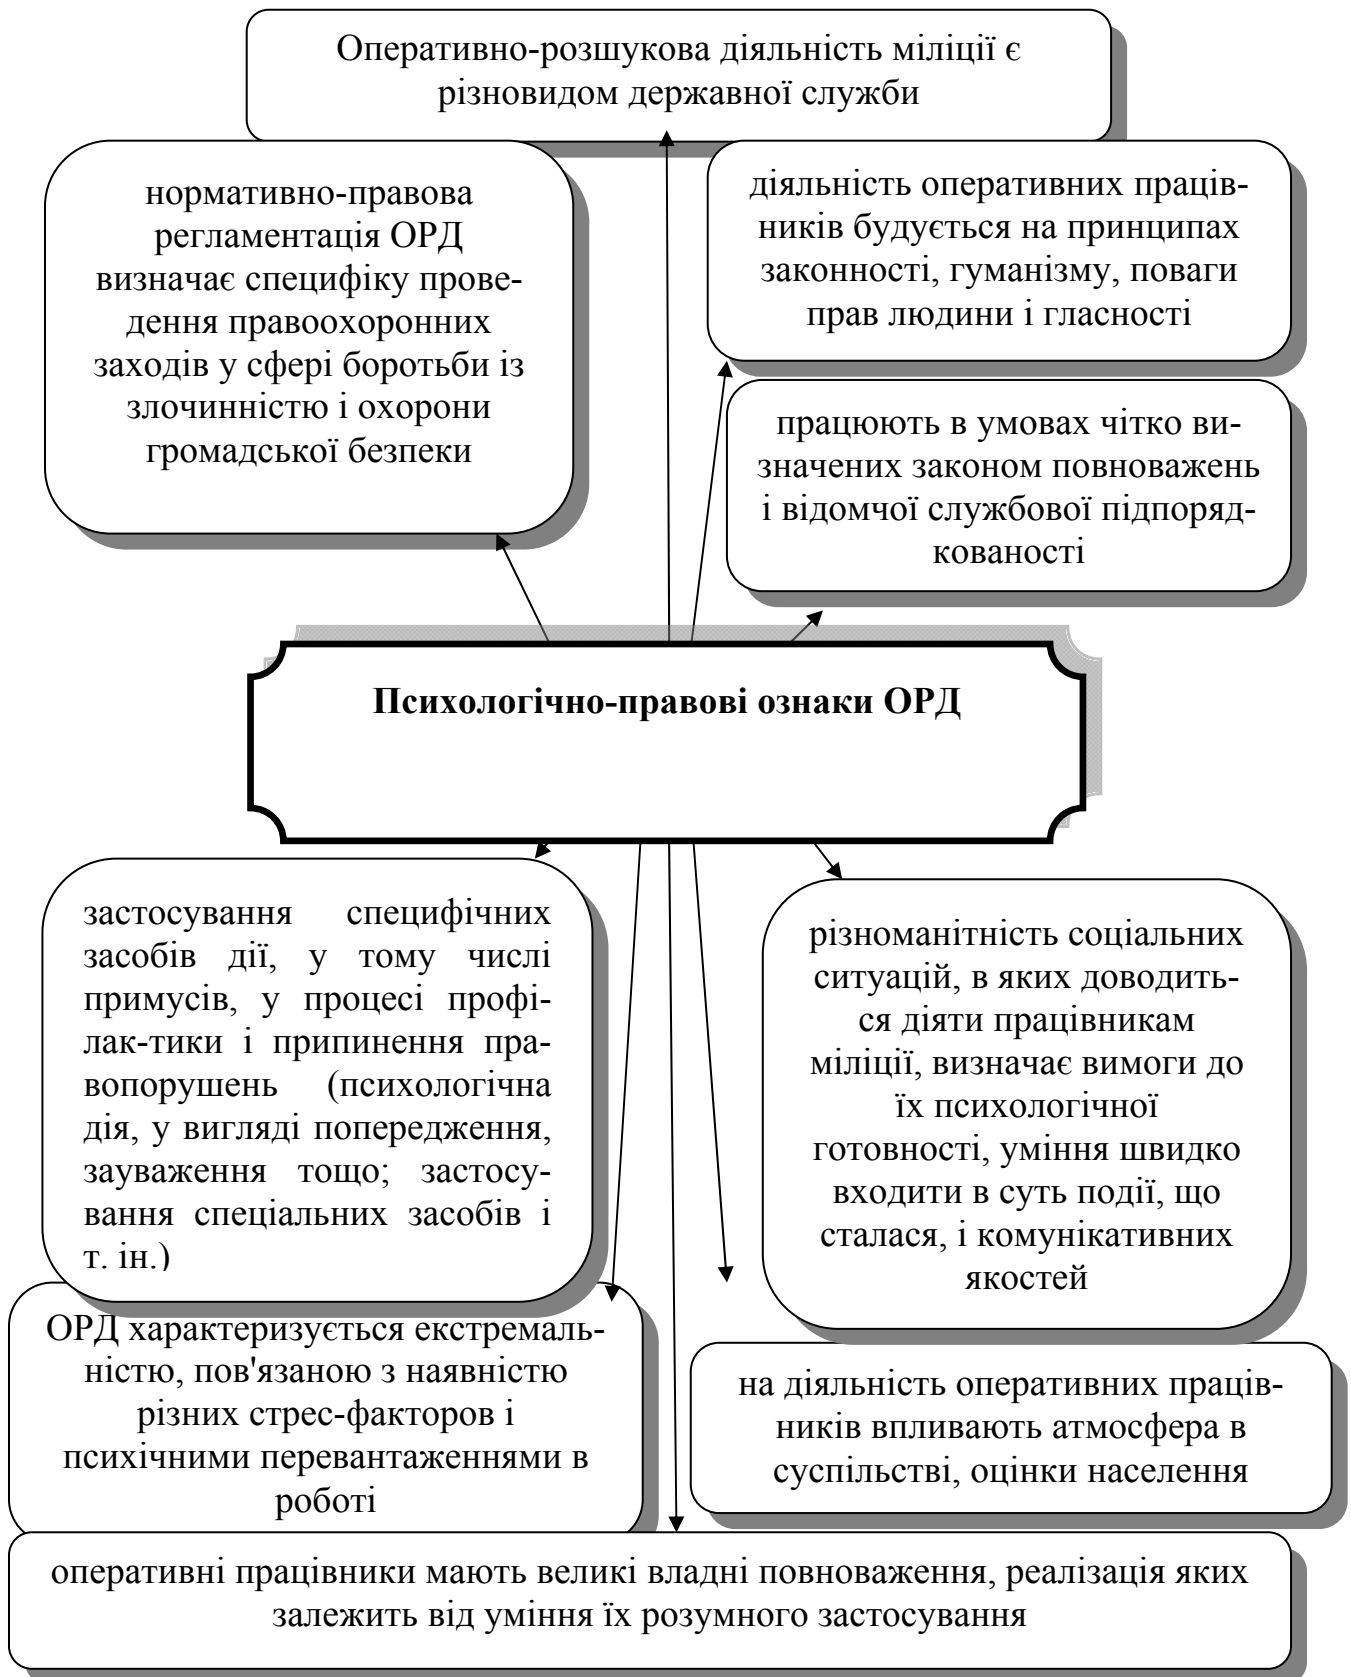 Оперативно-розшукова діяльність міліції є
різновидом державної служби
нормативно-правова
регламентація ОРД
визначає специфіку прове-
дення правоохоронних
заходів у сфері боротьби із
злочинністю і охорони
громадської безпеки
діяльність оперативних праців-
ників будується на принципах
законності, гуманізму, поваги
прав людини і гласності
працюють в умовах чітко ви-
значених законом повноважень
і відомчої службової підпоряд-
кованості
Психологічно-правові ознаки ОРД
застосування специфічних
засобів дії, у тому числі
примусів, у процесі профі-
лак-тики і припинення пра-
вопорушень (психологічна
дія, у вигляді попередження,
зауваження тощо; застосу-
вання спеціальних засобів і
т. ін.)
різноманітність соціальних
ситуацій, в яких доводить-
ся діяти працівникам
міліції, визначає вимоги до
їх психологічної
готовності, уміння швидко
входити в суть події, що
сталася, і комунікативних
якостей
ОРД характеризується екстремаль-
ністю, пов'язаною з наявністю
різних стрес-факторів і
психічними перевантаженнями в
роботі
на діяльність оперативних праців-
ників впливають атмосфера в
суспільстві, оцінки населення
оперативні працівники мають великі владні повноваження, реалізація яких
залежить від уміння їх розумного застосування